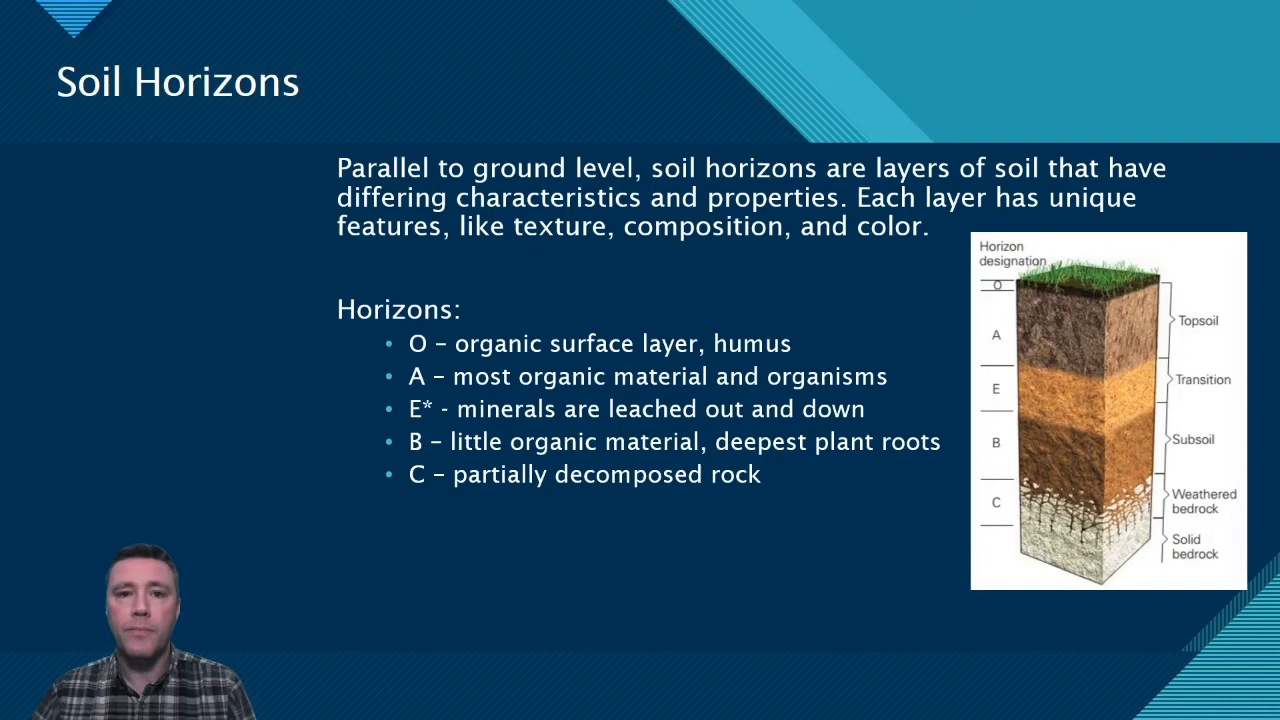 Soil Horizons
Parallel to ground level, soil horizons are layers of soil that have
differing characteristics and properties. Each layer has unique
features, like texture, composition, and color.
Horizons:
• O – organic surface layer, humus
• A – most organic material and organisms
• E* - minerals are leached out and down
• B – little organic material, deepest plant roots
• C – partially decomposed rock
Horizon
designation
O
A
E
B
C
Topsoil
Transition
Subsoil
Weathered
bedrock
Solid
bedrock